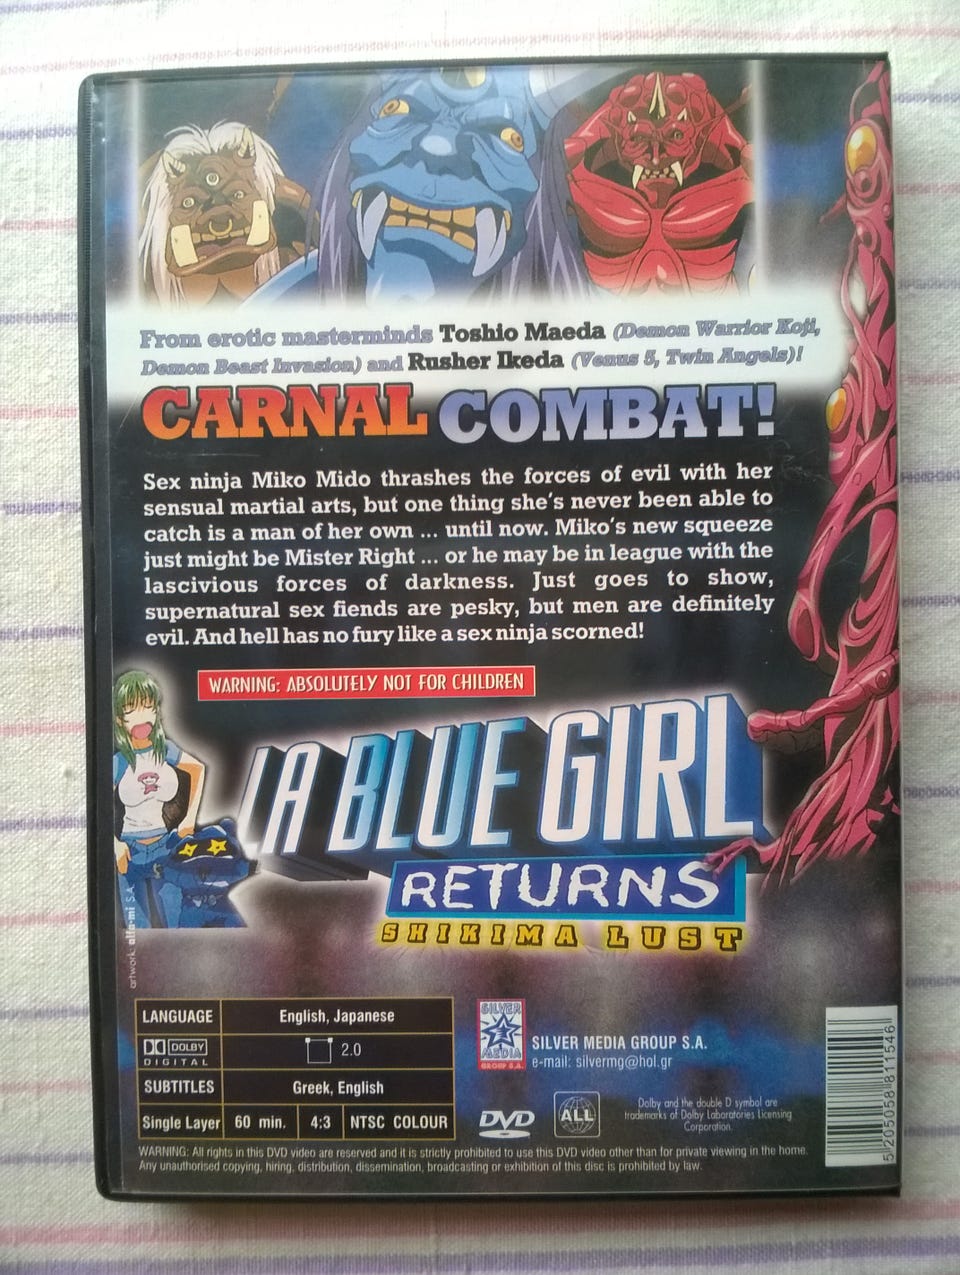 From erotic masterminds Toshio Maeda (Demon Warrior Koji,
Demon Beast Invasion) and Rusher Ikeda (Venus 5, Twin Angels)!
CARNAL COMBAT!
Sex ninja Miko Mido thrashes the forces of evil with her
sensual martial arts, but one thing she's never been able to
catch is a man of her own ... until now. Miko's new squeeze
just might be Mister Right ... or he may be in league with the
lascivious forces of darkness. Just goes to show,
supernatural sex fiends are pesky, but men are definitely
evil. And hell has no fury like a sex ninja scorned!
WARNING: ABSOLUTELY NOT FOR CHILDREN
LA BLUE GIRL
RETURNS
SHIKIMA LUST
artwork: alfa-mi S.A.
LANGUAGE English, Japanese
DOLBY DIGITAL 2.0
SUBTITLES Greek, English
Single Layer 60 min. 4:3 NTSC COLOUR
SILVER MEDIA GROUP S.A.
SILVER MEDIA GROUP S.A.
e-mail: silvermg@hol.gr
DVD
ALL
Dolby and the double D symbol are
trademarks of Dolby Laboratories Licensing
Corporation.
5 205058 811546
WARNING: All rights in this DVD video are reserved and it is strictly prohibited to use this DVD video other than for private viewing in the home.
Any unauthorised copying, hiring, distribution, dissemination, broadcasting or exhibition of this disc is prohibited by law.